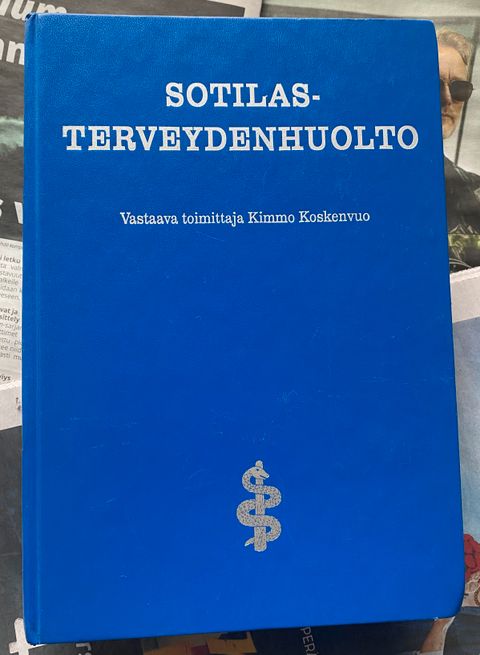 SOTILAS-
TERVEYDENHUOLTO
Vastaava toimittaja Kimmo Koskenvuo